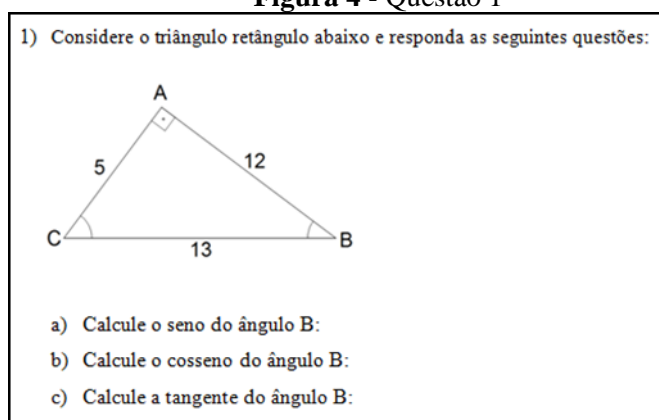 Figura 4 - Questão 1
1) Considere o triângulo retângulo abaixo e responda as seguintes questões:
A
5
12
C
B
13
a) Calcule o seno do ângulo B:
b) Calcule o cosseno do ângulo B:
c) Calcule a tangente do ângulo B: